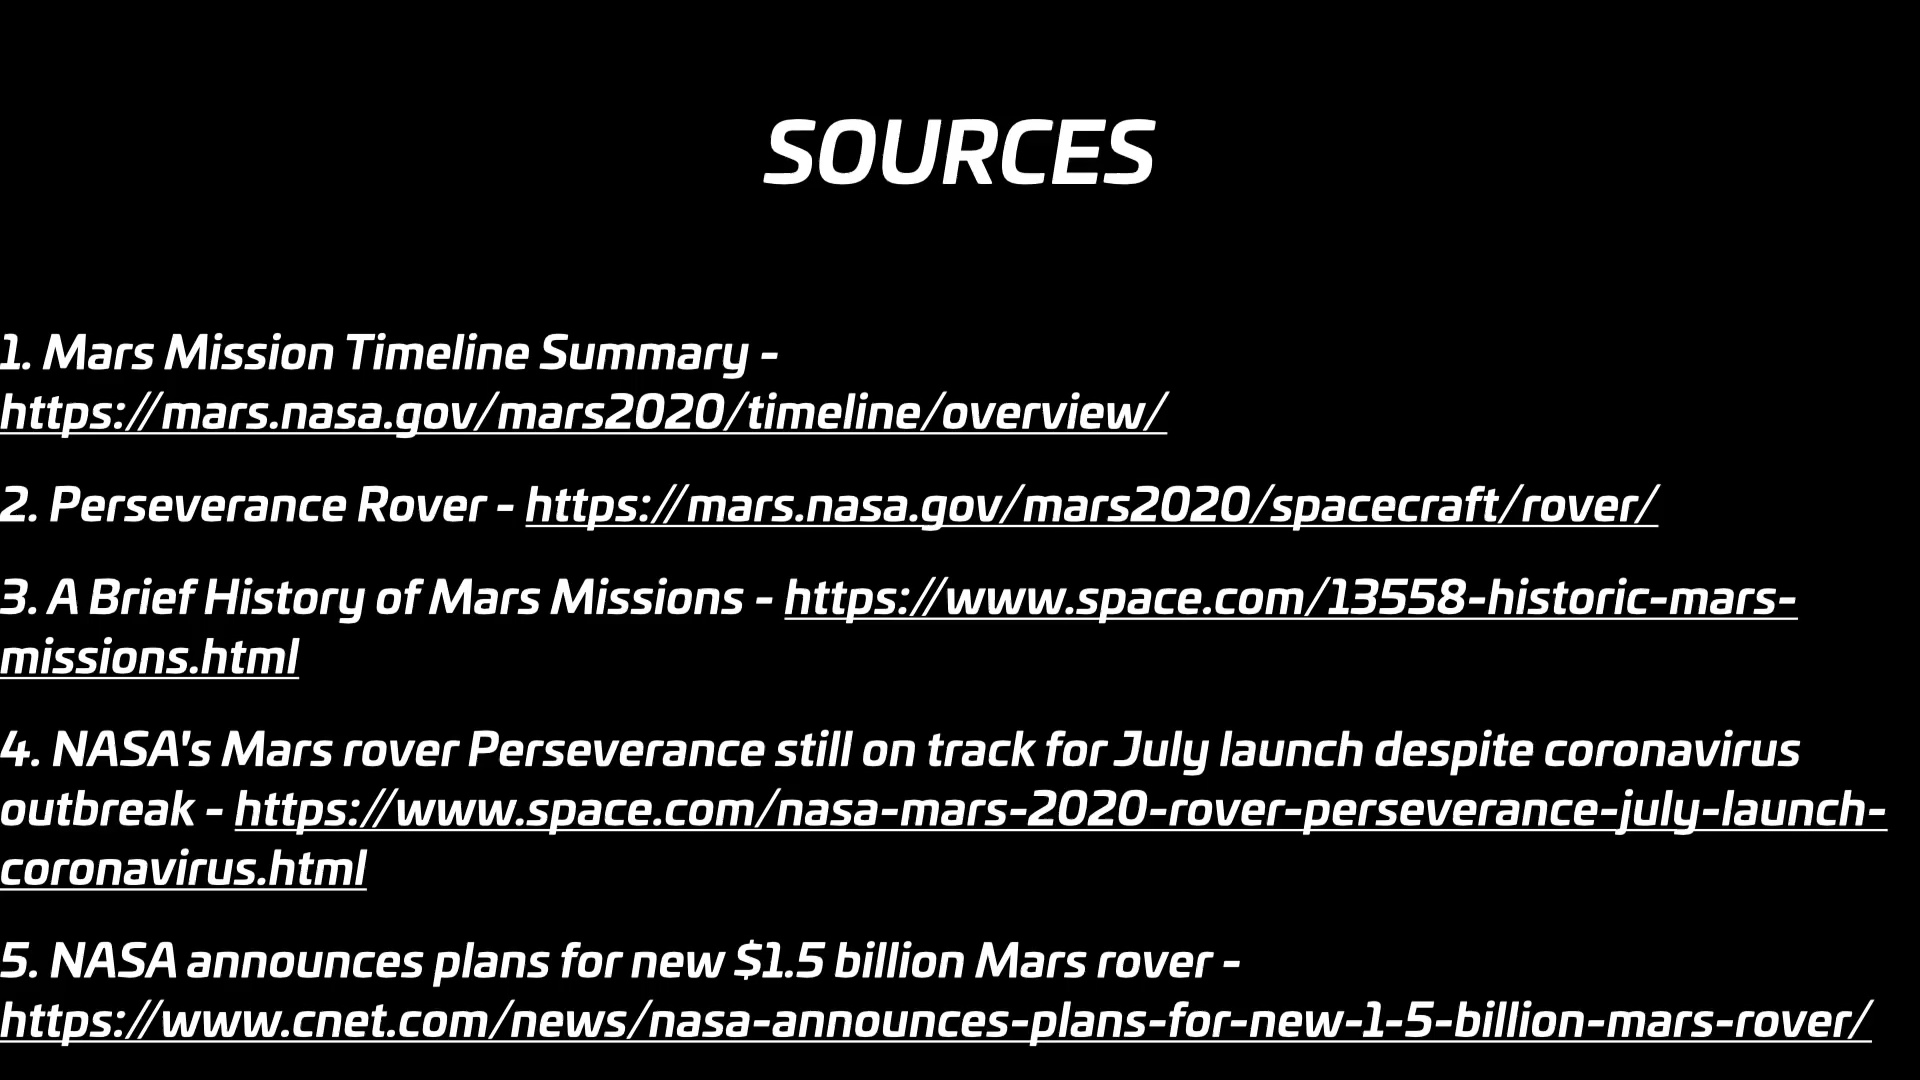 SOURCES
1. Mars Mission Timeline Summary -
https://mars.nasa.gov/mars2020/timeline/overview/
2. Perseverance Rover - https://mars.nasa.gov/mars2020/spacecraft/rover/
3. A Brief History of Mars Missions - https://www.space.com/13558-historic-mars-
missions.html
4. NASA's Mars rover Perseverance still on track for July launch despite coronavirus
outbreak - https://www.space.com/nasa-mars-2020-rover-perseverance-july-launch-
coronavirus.html
5. NASA announces plans for new $1.5 billion Mars rover -
https://www.cnet.com/news/nasa-announces-plans-for-new-1-5-billion-mars-rover/